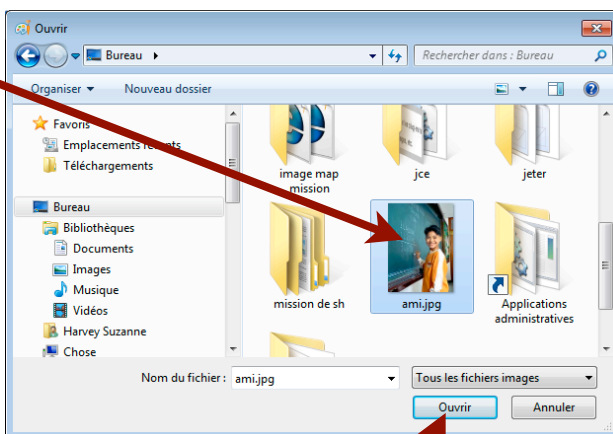 Ouvrir
Bureau
Rechercher dans : Bureau
Organiser
Nouveau dossier
Favoris
Emplacements récents
Téléchargements
Bureau
Bibliothèques
Documents
Images
Musique
Vidéos
Harvey Suzanne
Chose
image map
mission
jce
jeter
mission de sh
ami.jpg
Applications
administratives
Nom du fichier :
ami.jpg
Tous les fichiers images
Ouvrir
Annuler